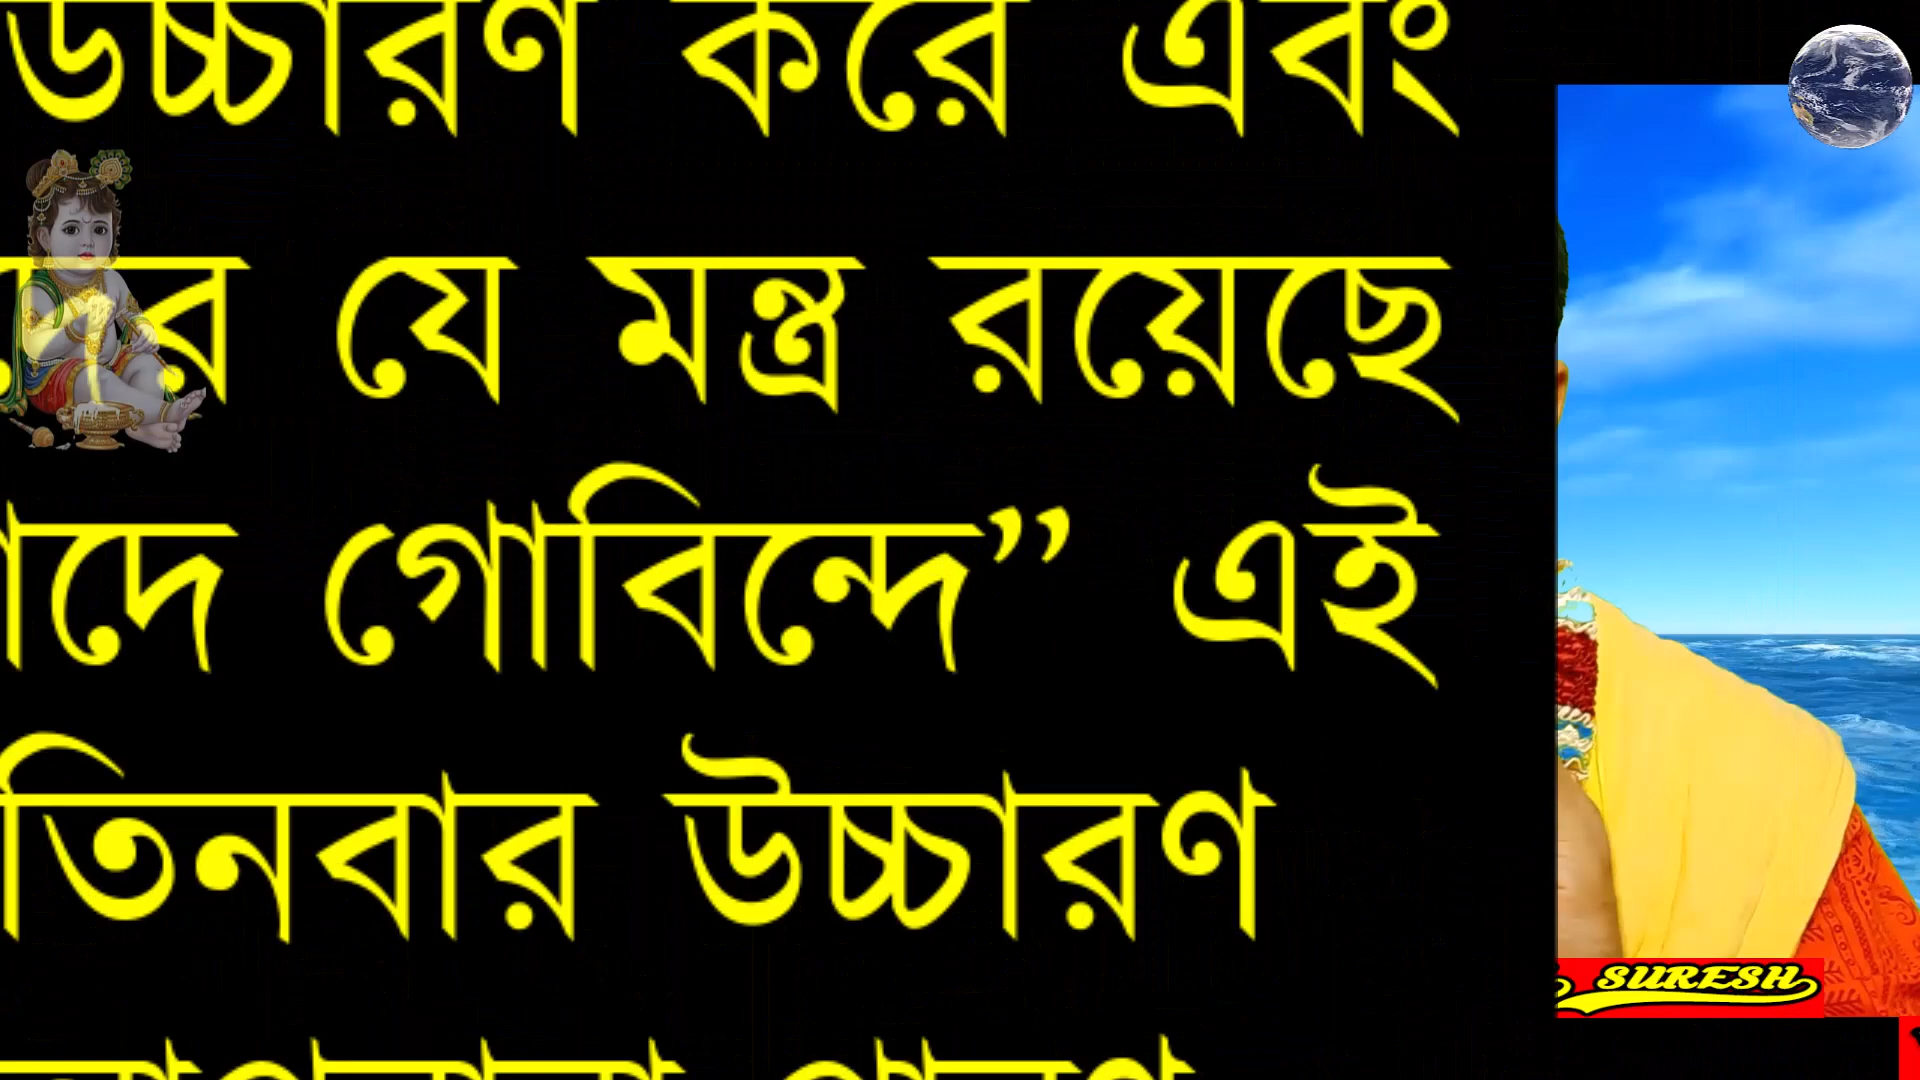 উচ্চারণ করে এবং
যে মন্ত্র রয়েছে
গোবিন্দে” এই
তিনবার উচ্চারণ
SURESH